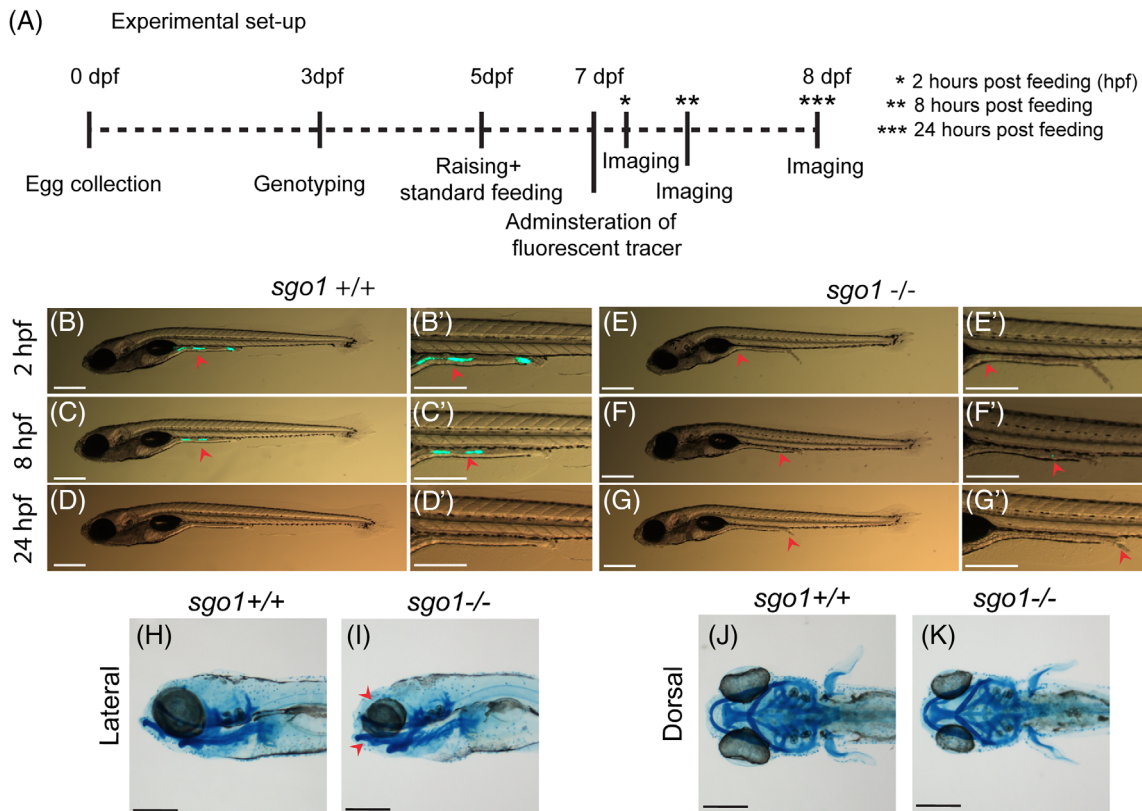 (A)
Experimental set-up
0 dpf 3dpf 5dpf 7 dpf 8 dpf
* ** ***
* 2 hours post feeding (hpf)
** 8 hours post feeding
*** 24 hours post feeding
Egg collection
Genotyping
Raising+
standard feeding
Adminsteration of
fluorescent tracer
Imaging
Imaging
Imaging
sgo1 +/+ sgo1 -/-
2 hpf
(B) (B') (E) (E')
8 hpf
(C) (C') (F) (F')
24 hpf
(D) (D') (G) (G')
sgo1+/+ sgo1-/- sgo1+/+ sgo1-/-
Lateral
(H) (I)
Dorsal
(J) (K)